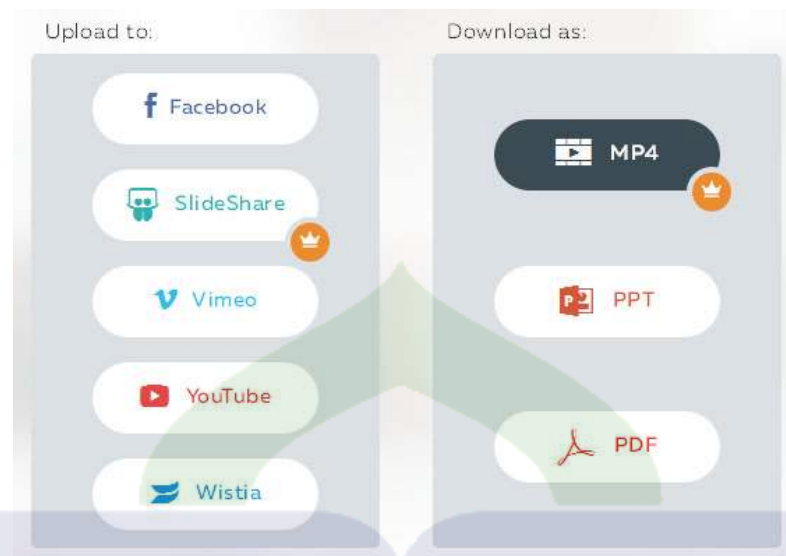 Upload to:
Facebook
SlideShare
Vimeo
YouTube
Wistia
Download as:
MP4
PPT
PDF